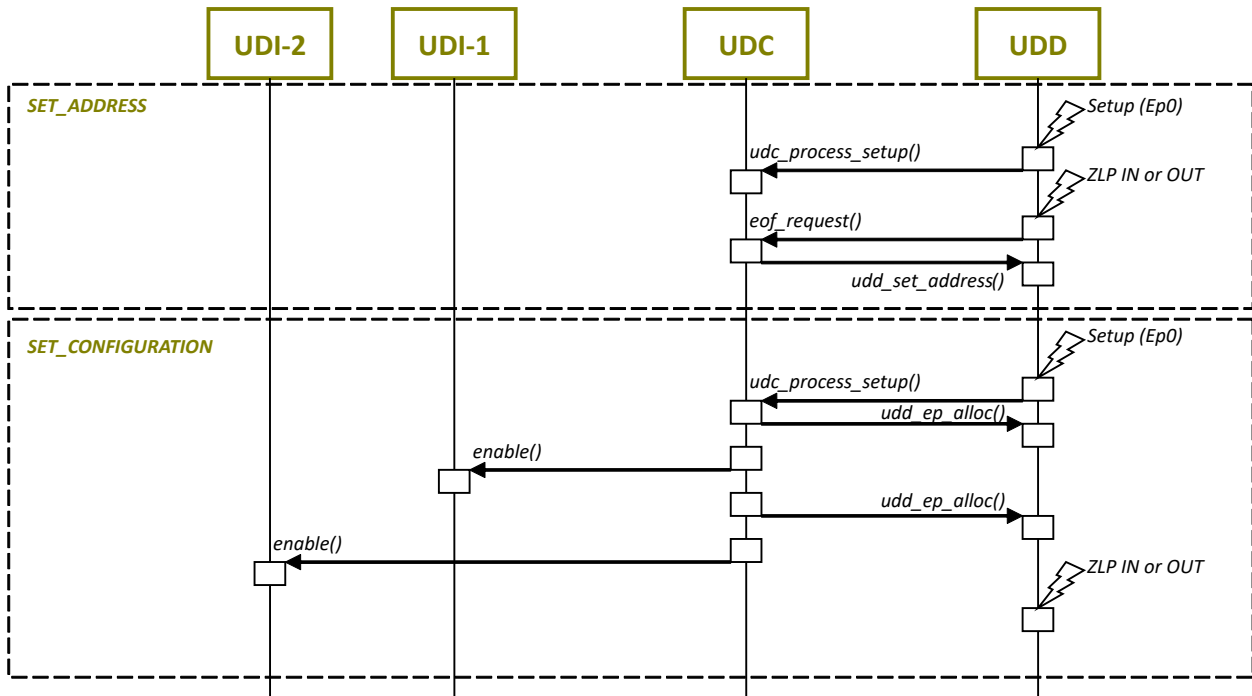 UDI-2
UDI-1
UDC
UDD
SET_ADDRESS
Setup (Ep0)
udc_process_setup()
ZLP IN or OUT
eof_request()
udd_set_address()
SET_CONFIGURATION
Setup (Ep0)
udc_process_setup()
udd_ep_alloc()
enable()
udd_ep_alloc()
enable()
ZLP IN or OUT